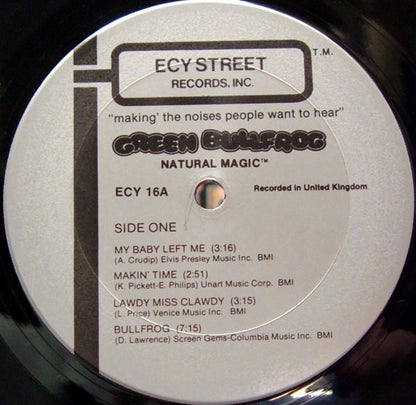 ECY STREET
RECORDS, INC.
T.M.
"making' the noises people want to hear"
GREEN BULLFROG
NATURAL MAGIC™
ECY 16A
Recorded in United Kingdom
SIDE ONE
MY BABY LEFT ME (3:16)
(A. Crudip) Elvis Presley Music Inc. BMI
MAKIN' TIME (2:51)
(K. Pickett-E. Philips) Unart Music Corp. BMI
LAWDY MISS CLAWDY (3:15)
(L. Price) Venice Music Inc. BMI
BULLFROG (7:15)
(D. Lawrence) Screen Gems-Columbia Music Inc. BMI